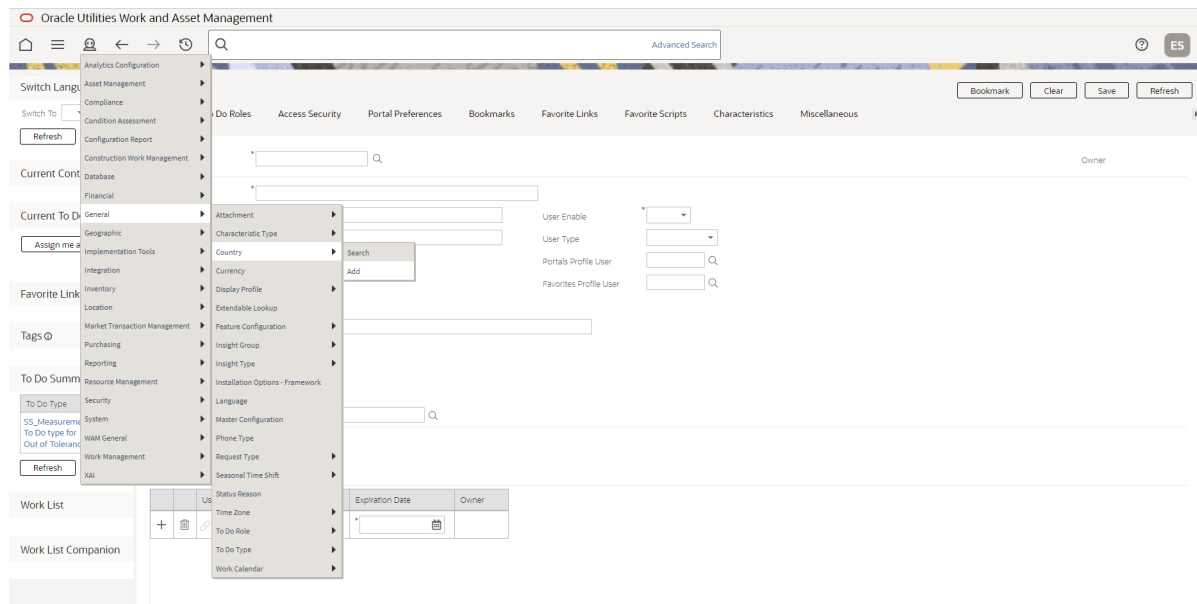 Oracle Utilities Work and Asset Management
Advanced Search
ES
Analytics Configuration
Asset Management
Compliance
Condition Assessment
Configuration Report
Construction Work Management
Database
Financial
General
Geographic
Implementation Tools
Integration
Inventory
Location
Market Transaction Management
Purchasing
Reporting
Resource Management
Security
System
WAM General
Work Management
XAI
Attachment
Characteristic Type
Country
Currency
Display Profile
Extendable Lookup
Feature Configuration
Insight Group
Insight Type
Installation Options - Framework
Language
Master Configuration
Phone Type
Request Type
Seasonal Time Shift
Status Reason
Time Zone
To Do Role
To Do Type
Work Calendar
Search
Add
Switch Langu
Switch To
Refresh
Current Cont
Current To D
Assign me a
Favorite Link
Tags
To Do Summ
To Do Type
SS_Measureme
To Do type for
Out of Toleranc
Refresh
Work List
Work List Companion
Bookmark Clear Save Refresh
Do Roles Access Security Portal Preferences Bookmarks Favorite Links Favorite Scripts Characteristics Miscellaneous
*
Owner
*
User Enable *
User Type
Portals Profile User
Favorites Profile User
Us Expiration Date Owner
*